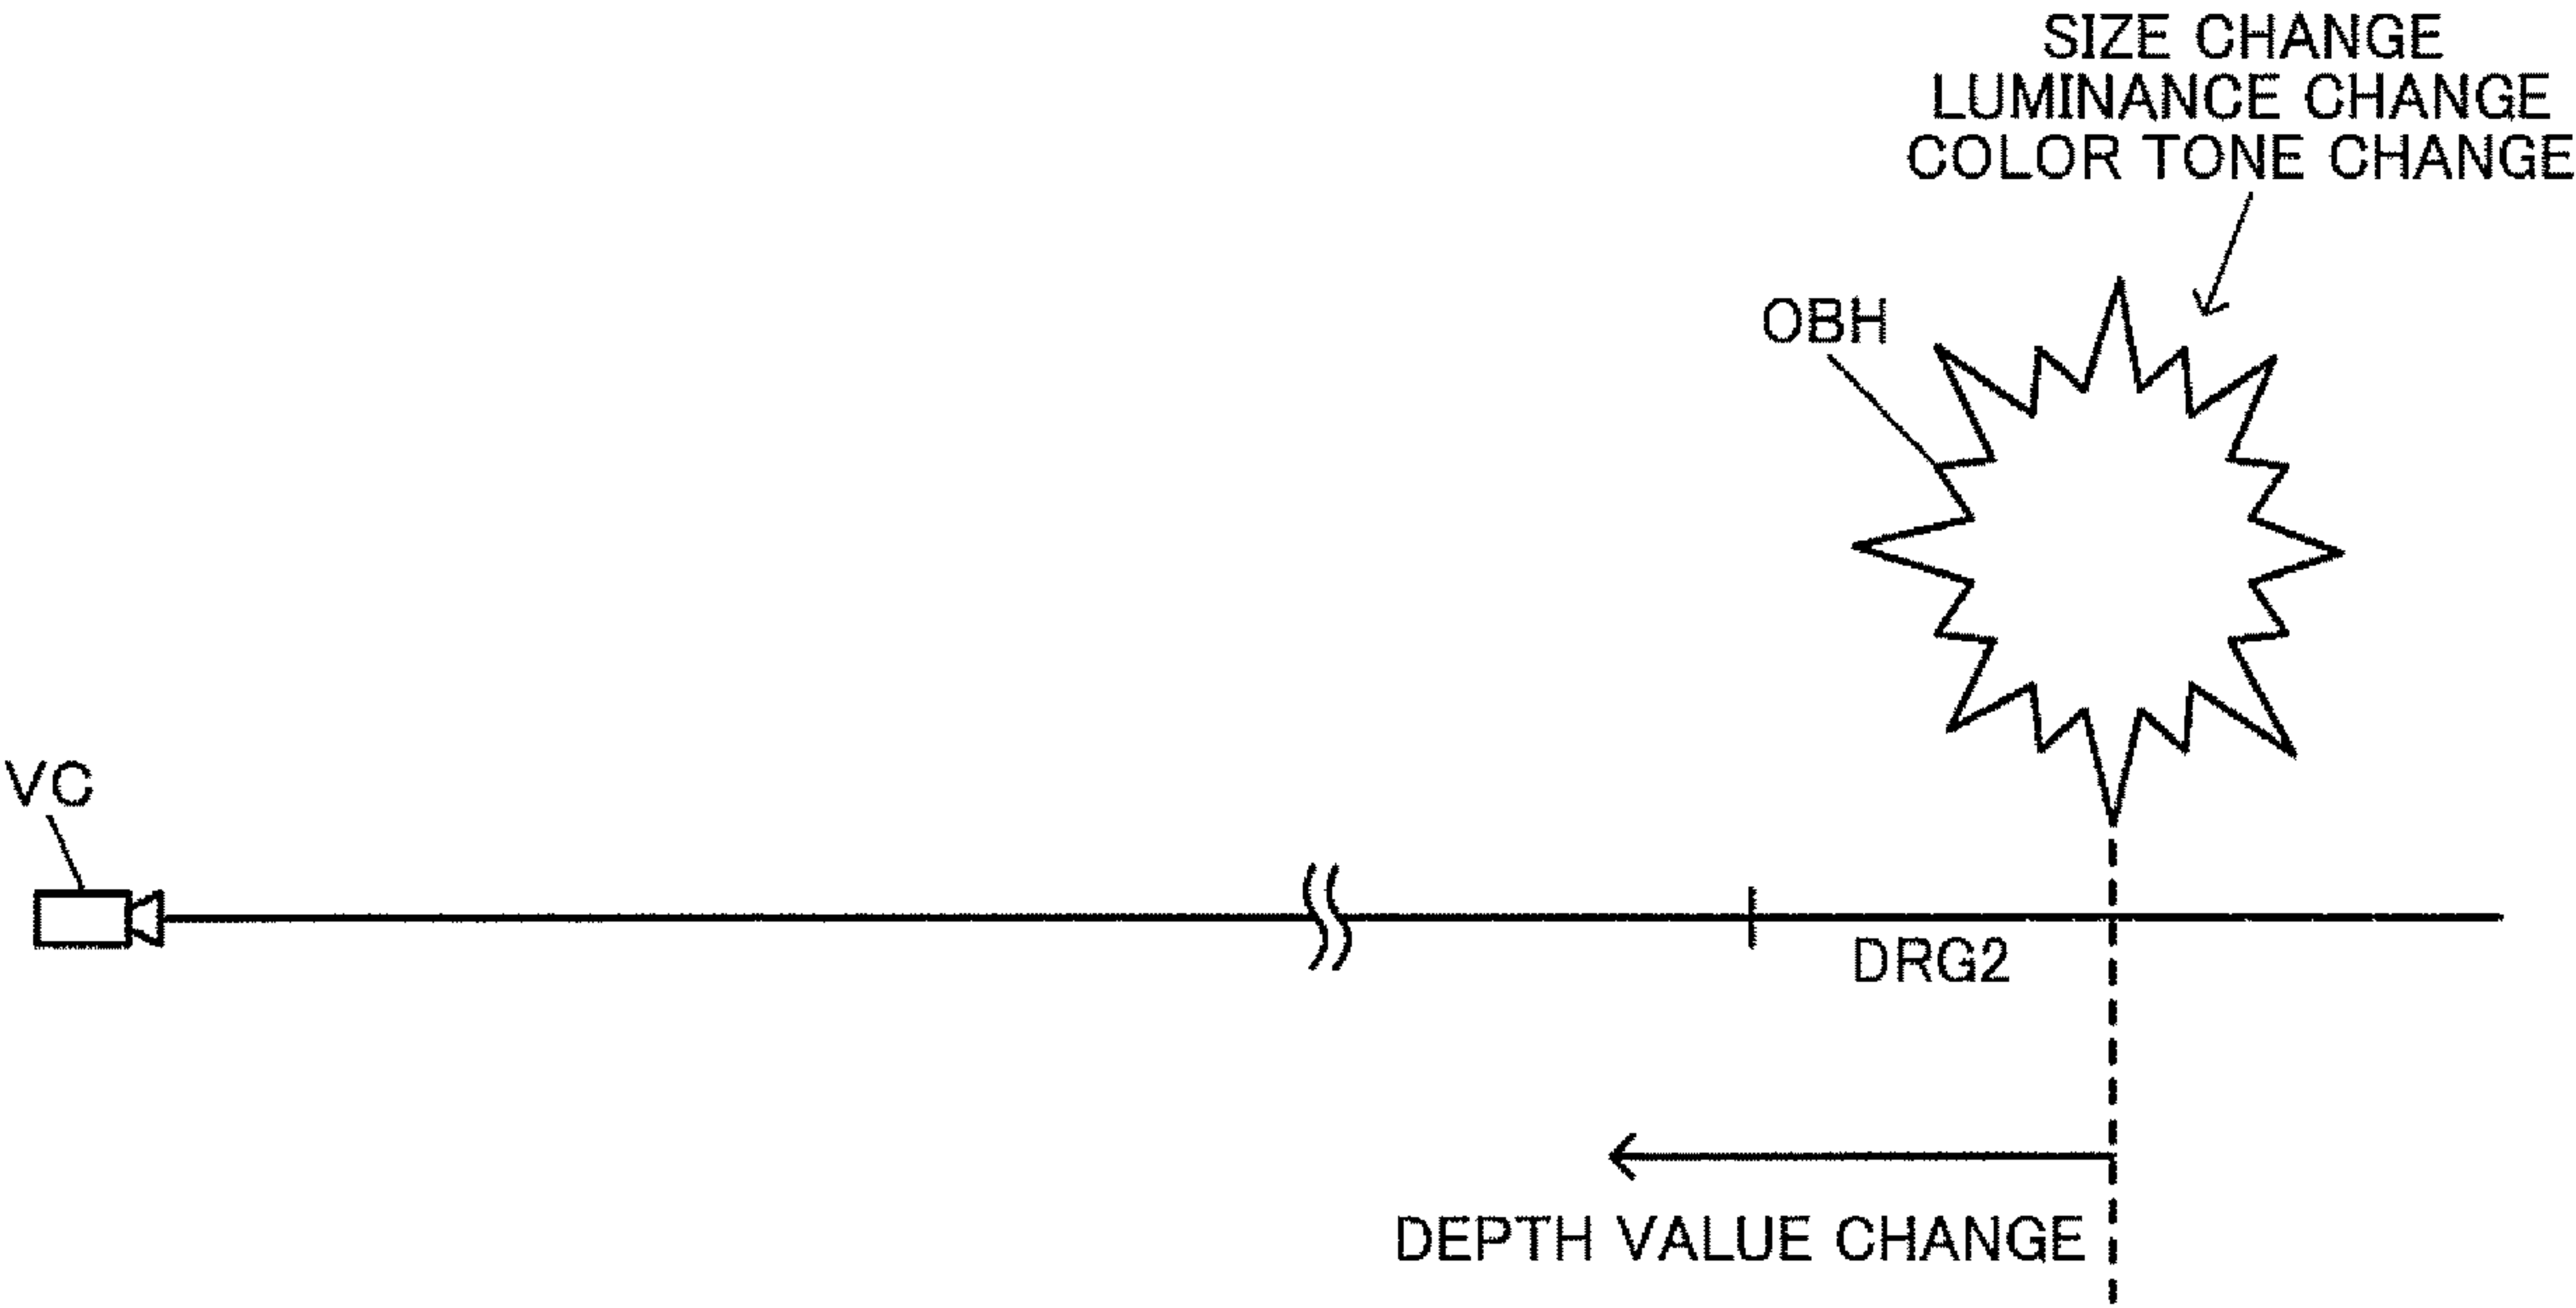 SIZE CHANGE
LUMINANCE CHANGE
COLOR TONE CHANGE
OBH
VC
DRG2
DEPTH VALUE CHANGE